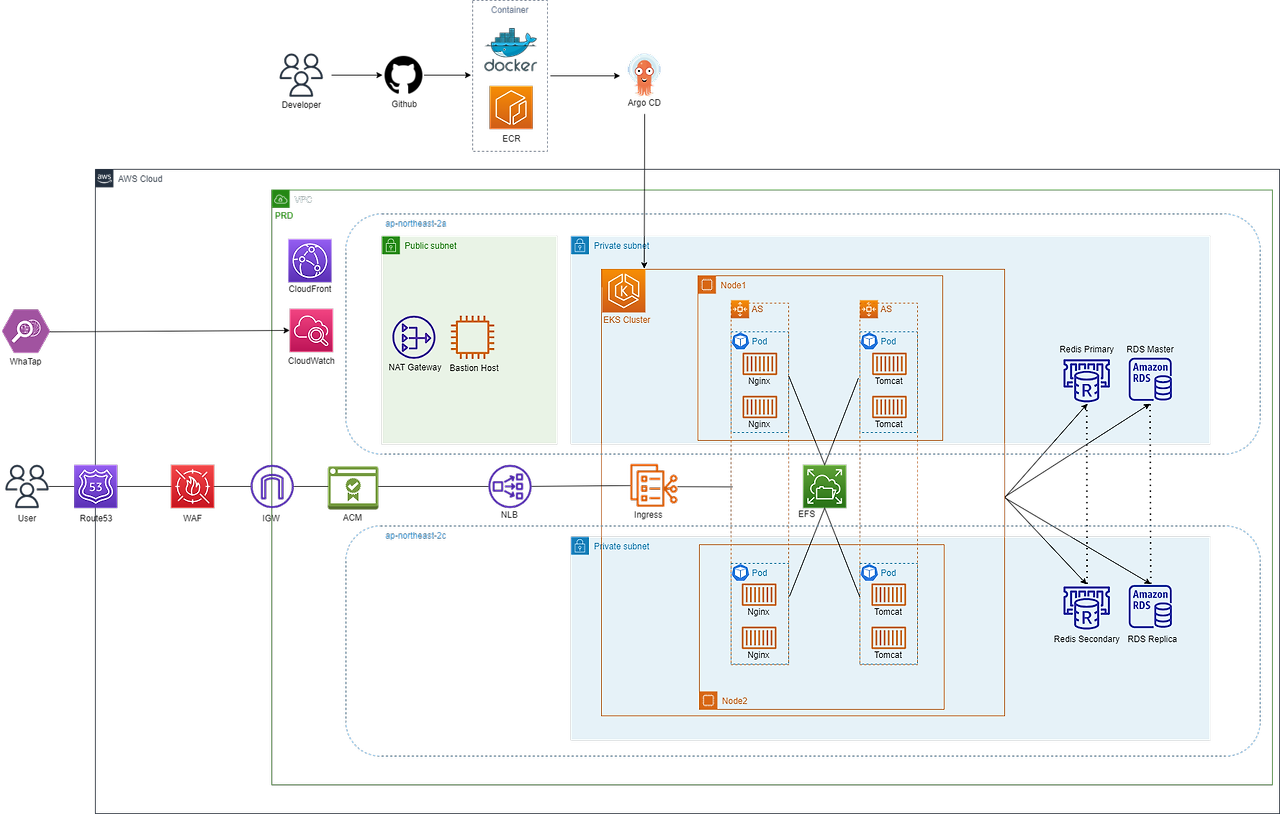 Container
docker
ECR
Developer
Github
Argo CD
aws
AWS Cloud
VPC
PRD
ap-northeast-2a
Public subnet
Private subnet
CloudFront
CloudWatch
WhaTap
NAT Gateway
Bastion Host
K
EKS Cluster
Node1
AS
AS
Pod
Pod
Nginx
Tomcat
Nginx
Tomcat
Redis Primary
RDS Master
R
Amazon
RDS
User
53
Route53
WAF
IGW
ACM
NLB
Ingress
EFS
ap-northeast-2c
Private subnet
Pod
Pod
Nginx
Tomcat
Nginx
Tomcat
Node2
R
Amazon
RDS
Redis Secondary
RDS Replica